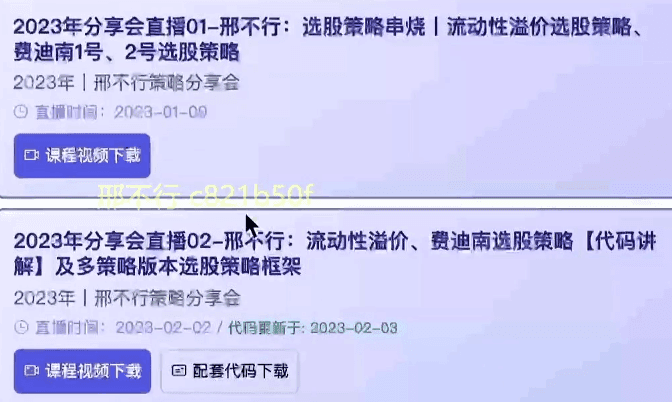 2023年分享会直播01-邢不行：选股策略串烧｜流动性溢价选股策略、
费迪南1号、2号选股策略
2023年｜邢不行策略分享会
直播时间：2023-01-09
课程视频下载
邢不行 c821b50f
2023年分享会直播02-邢不行：流动性溢价、费迪南选股策略【代码讲
解】及多策略版本选股策略框架
2023年｜邢不行策略分享会
直播时间：2023-02-02 / 代码更新于: 2023-02-03
课程视频下载
配套代码下载